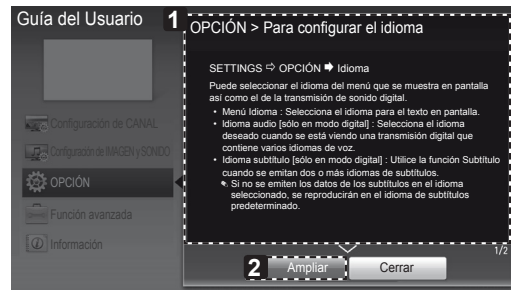 Guía del Usuario
1
OPCIÓN > Para configurar el idioma
SETTINGS ⇨ OPCIÓN ➡ Idioma
Puede seleccionar el idioma del menú que se muestra en pantalla
así como el de la transmisión de sonido digital.
• Menú Idioma : Selecciona el idioma para el texto en pantalla.
• Idioma audio [sólo en modo digital] : Selecciona el idioma
deseado cuando se está viendo una transmisión digital que
contiene varios idiomas de voz.
• Idioma subtítulo [sólo en modo digital] : Utilice la función Subtítulo
cuando se emitan dos o más idiomas de subtítulos.
Si no se emiten los datos de los subtítulos en el idioma
seleccionado, se reproducirán en el idioma de subtítulos
predeterminado.
Configuración de CANAL
Configuración de IMAGEN y SONIDO
OPCIÓN
Función avanzada
Información
1/2
2
Ampliar
Cerrar